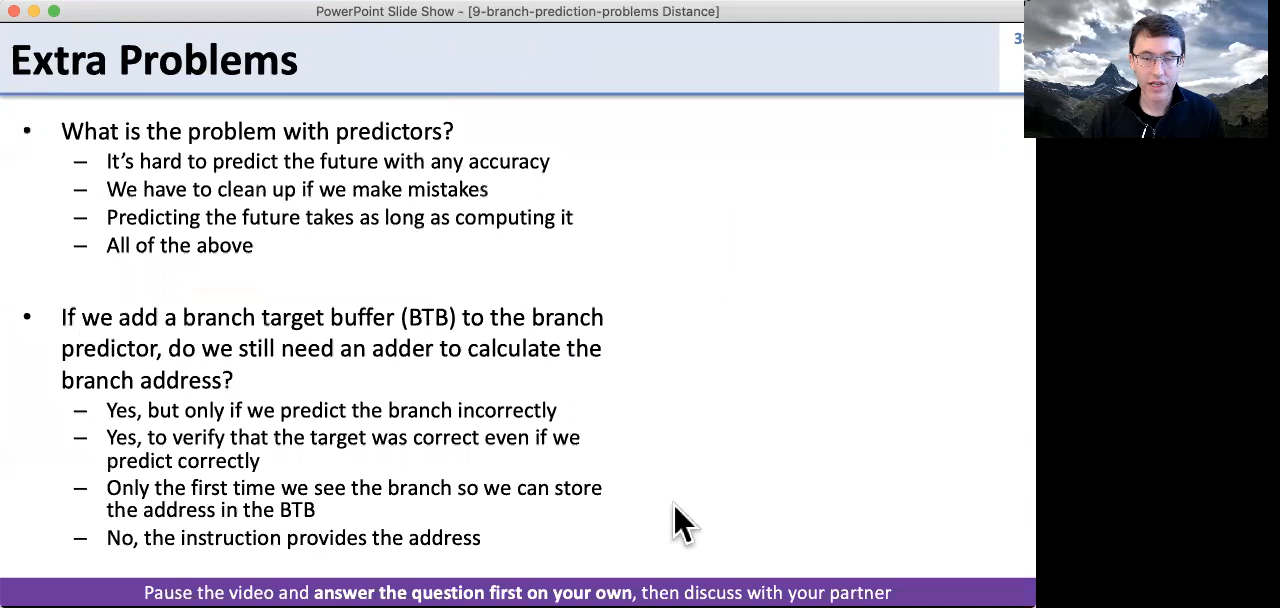 PowerPoint Slide Show - [9-branch-prediction-problems Distance]
Extra Problems
• What is the problem with predictors?
– It's hard to predict the future with any accuracy
– We have to clean up if we make mistakes
– Predicting the future takes as long as computing it
– All of the above
• If we add a branch target buffer (BTB) to the branch
predictor, do we still need an adder to calculate the
branch address?
– Yes, but only if we predict the branch incorrectly
– Yes, to verify that the target was correct even if we
predict correctly
– Only the first time we see the branch so we can store
the address in the BTB
– No, the instruction provides the address
Pause the video and answer the question first on your own, then discuss with your partner